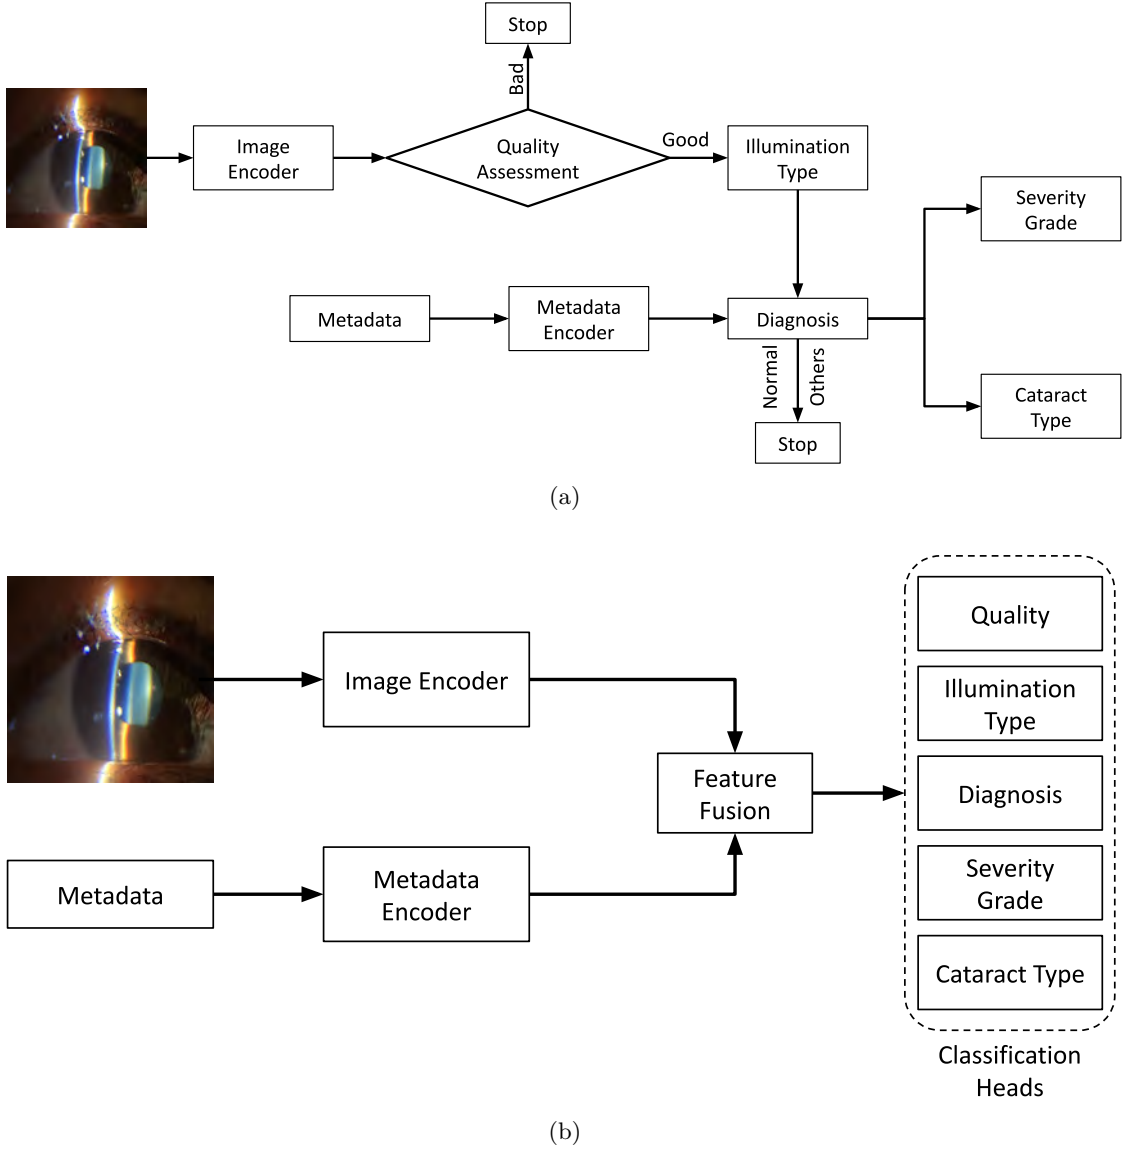 Stop
Bad
Image
Encoder
Quality
Assessment
Good
Illumination
Type
Severity
Grade
Metadata
Metadata
Encoder
Diagnosis
Normal
Others
Cataract
Type
Stop
(a)
Quality
Image Encoder
Illumination
Type
Feature
Fusion
Diagnosis
Metadata
Metadata
Encoder
Severity
Grade
Cataract Type
Classification
Heads
(b)